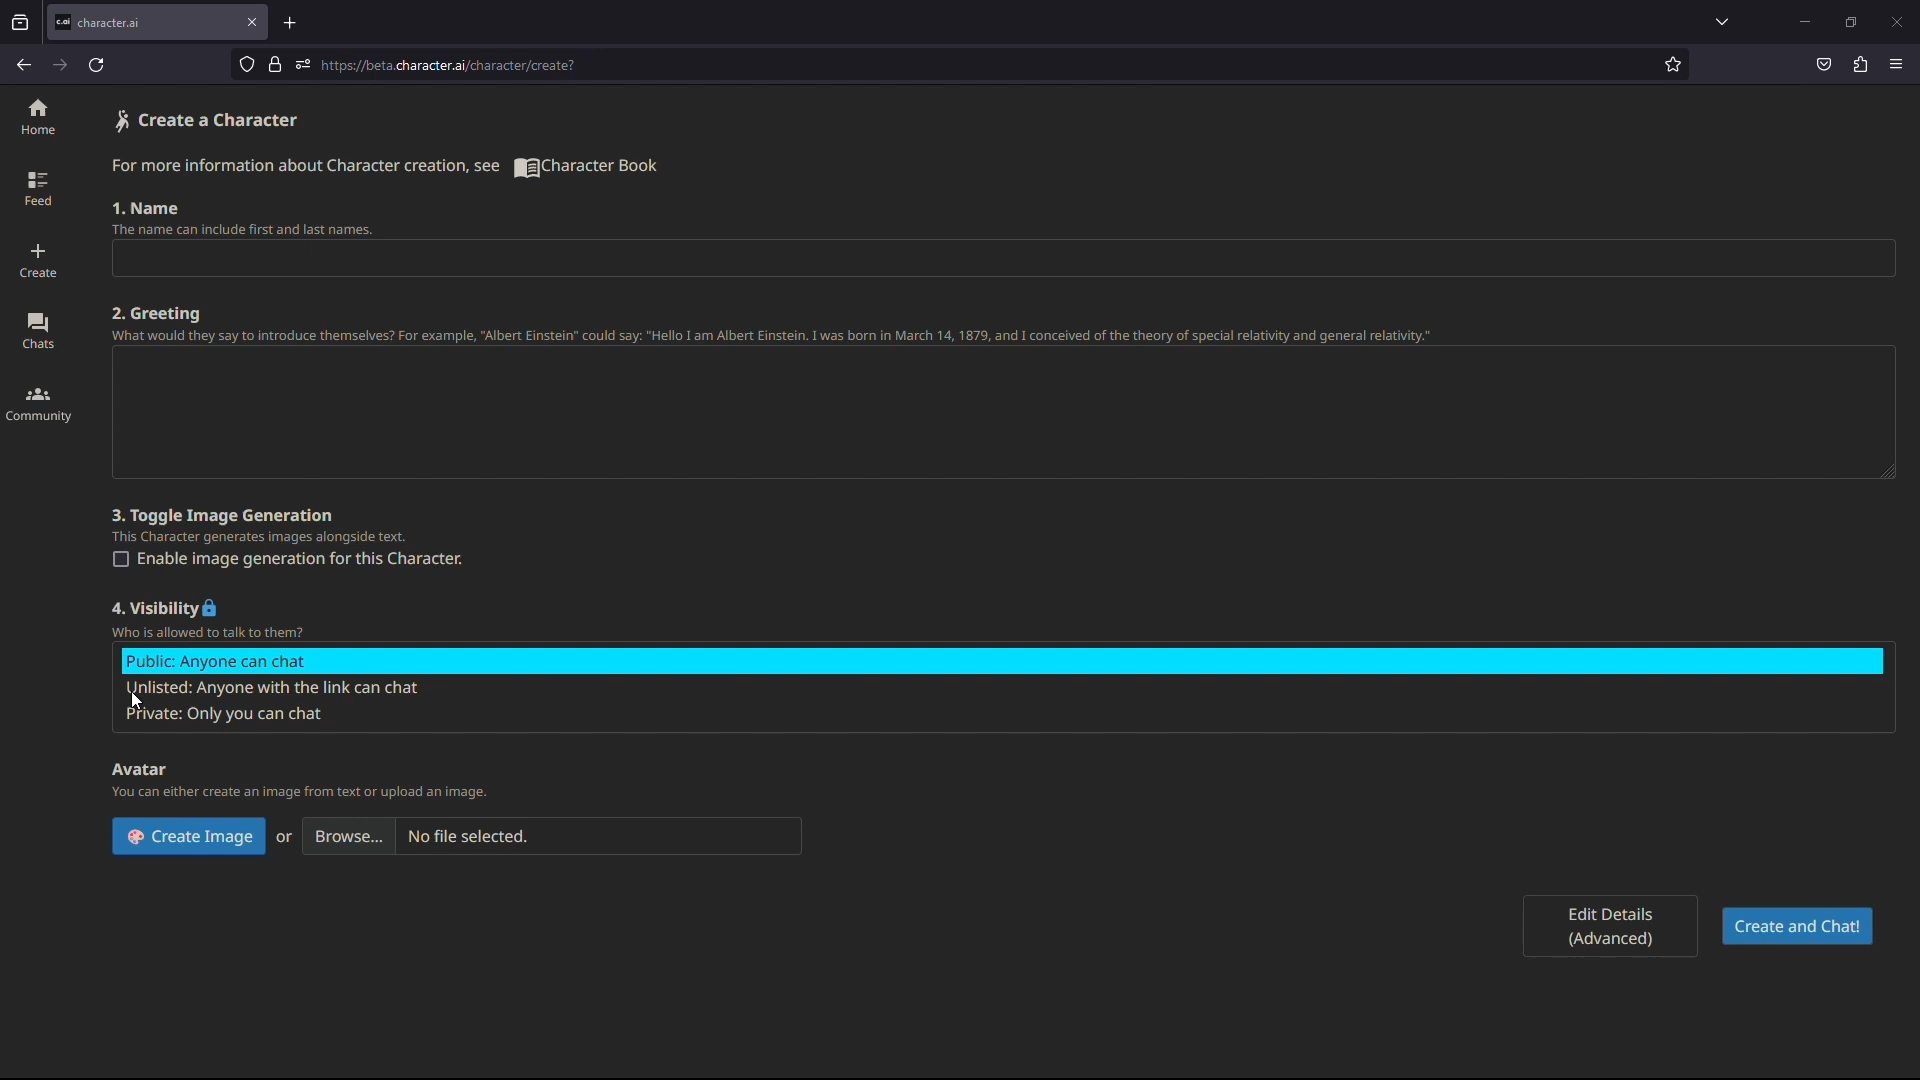 c.ai character.ai
https://beta.character.ai/character/create?
Home
Feed
Create
Chats
Community
Create a Character
For more information about Character creation, see Character Book
1. Name
The name can include first and last names.
2. Greeting
What would they say to introduce themselves? For example, "Albert Einstein" could say: "Hello I am Albert Einstein. I was born in March 14, 1879, and I conceived of the theory of special relativity and general relativity."
3. Toggle Image Generation
This Character generates images alongside text.
Enable image generation for this Character.
4. Visibility
Who is allowed to talk to them?
Public: Anyone can chat
Unlisted: Anyone with the link can chat
Private: Only you can chat
Avatar
You can either create an image from text or upload an image.
Create Image or Browse... No file selected.
Edit Details
(Advanced)
Create and Chat!